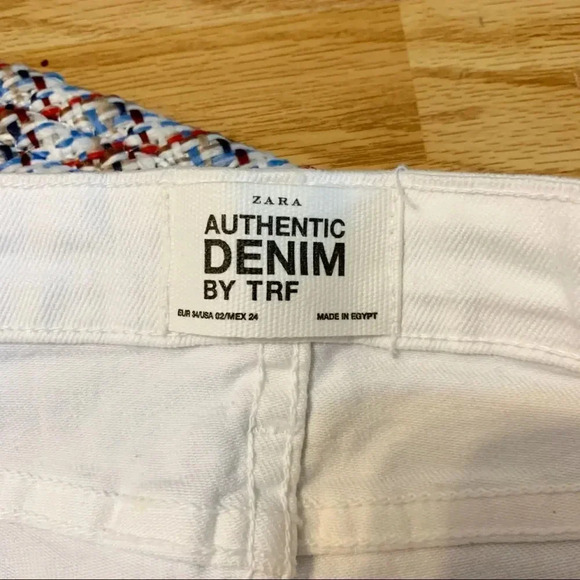 ZARA
AUTHENTIC
DENIM
BY TRF
EUR 34/USA 02/MEX 24 MADE IN EGYPT